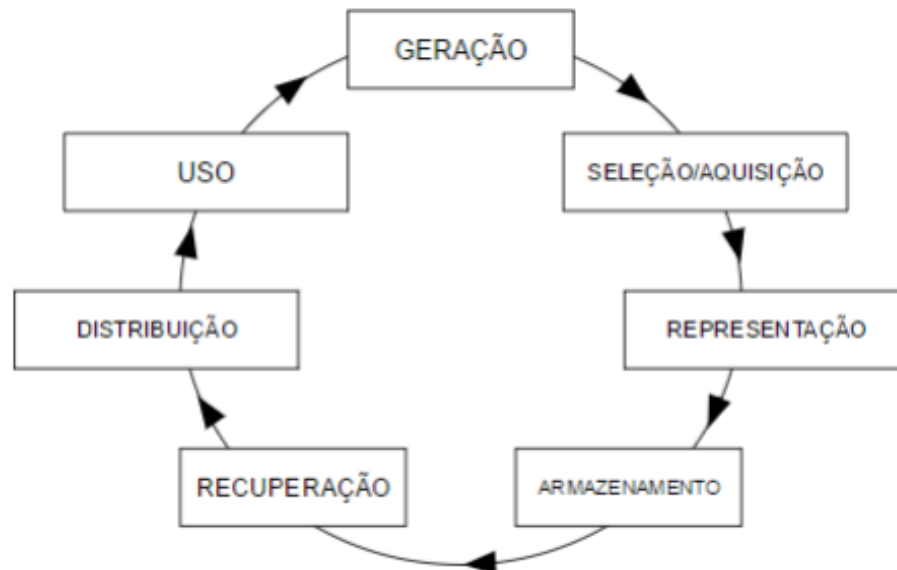 GERAÇÃO
SELEÇÃO/AQUISIÇÃO
REPRESENTAÇÃO
ARMAZENAMENTO
RECUPERAÇÃO
DISTRIBUIÇÃO
USO